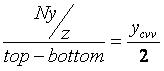 Ny/z / top − bottom = y_cvv / 2